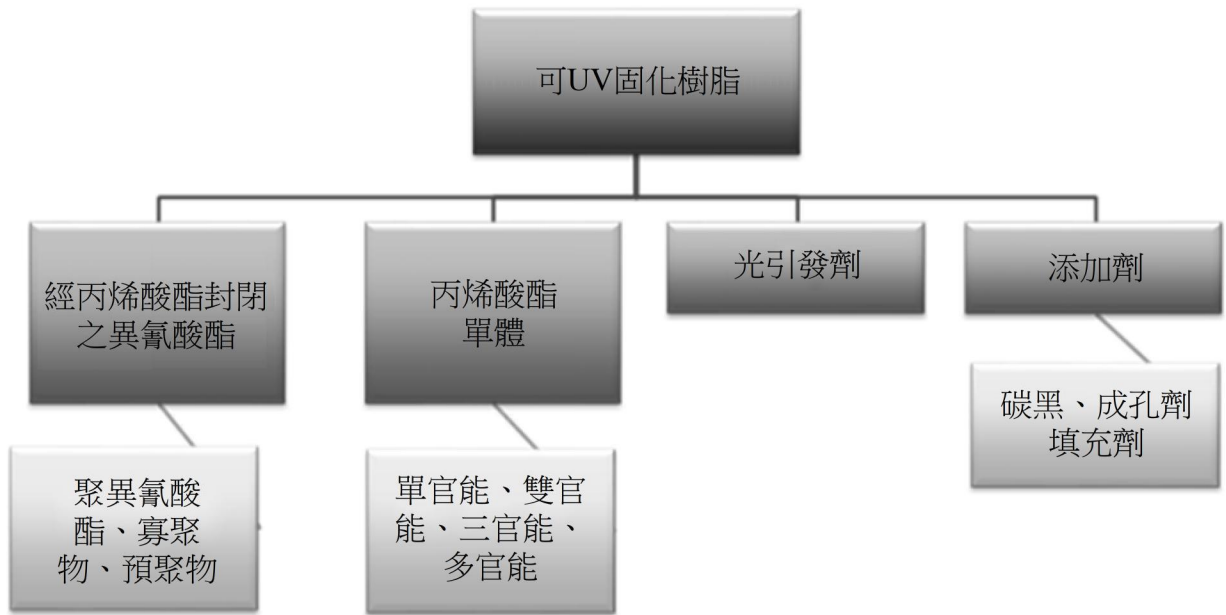 可UV固化樹脂
經丙烯酸酯封閉
之異氰酸酯
丙烯酸酯
單體
光引發劑
添加劑
聚異氰酸
酯、寡聚
物、預聚物
單官能、雙官
能、三官能、
多官能
碳黑、成孔劑
填充劑